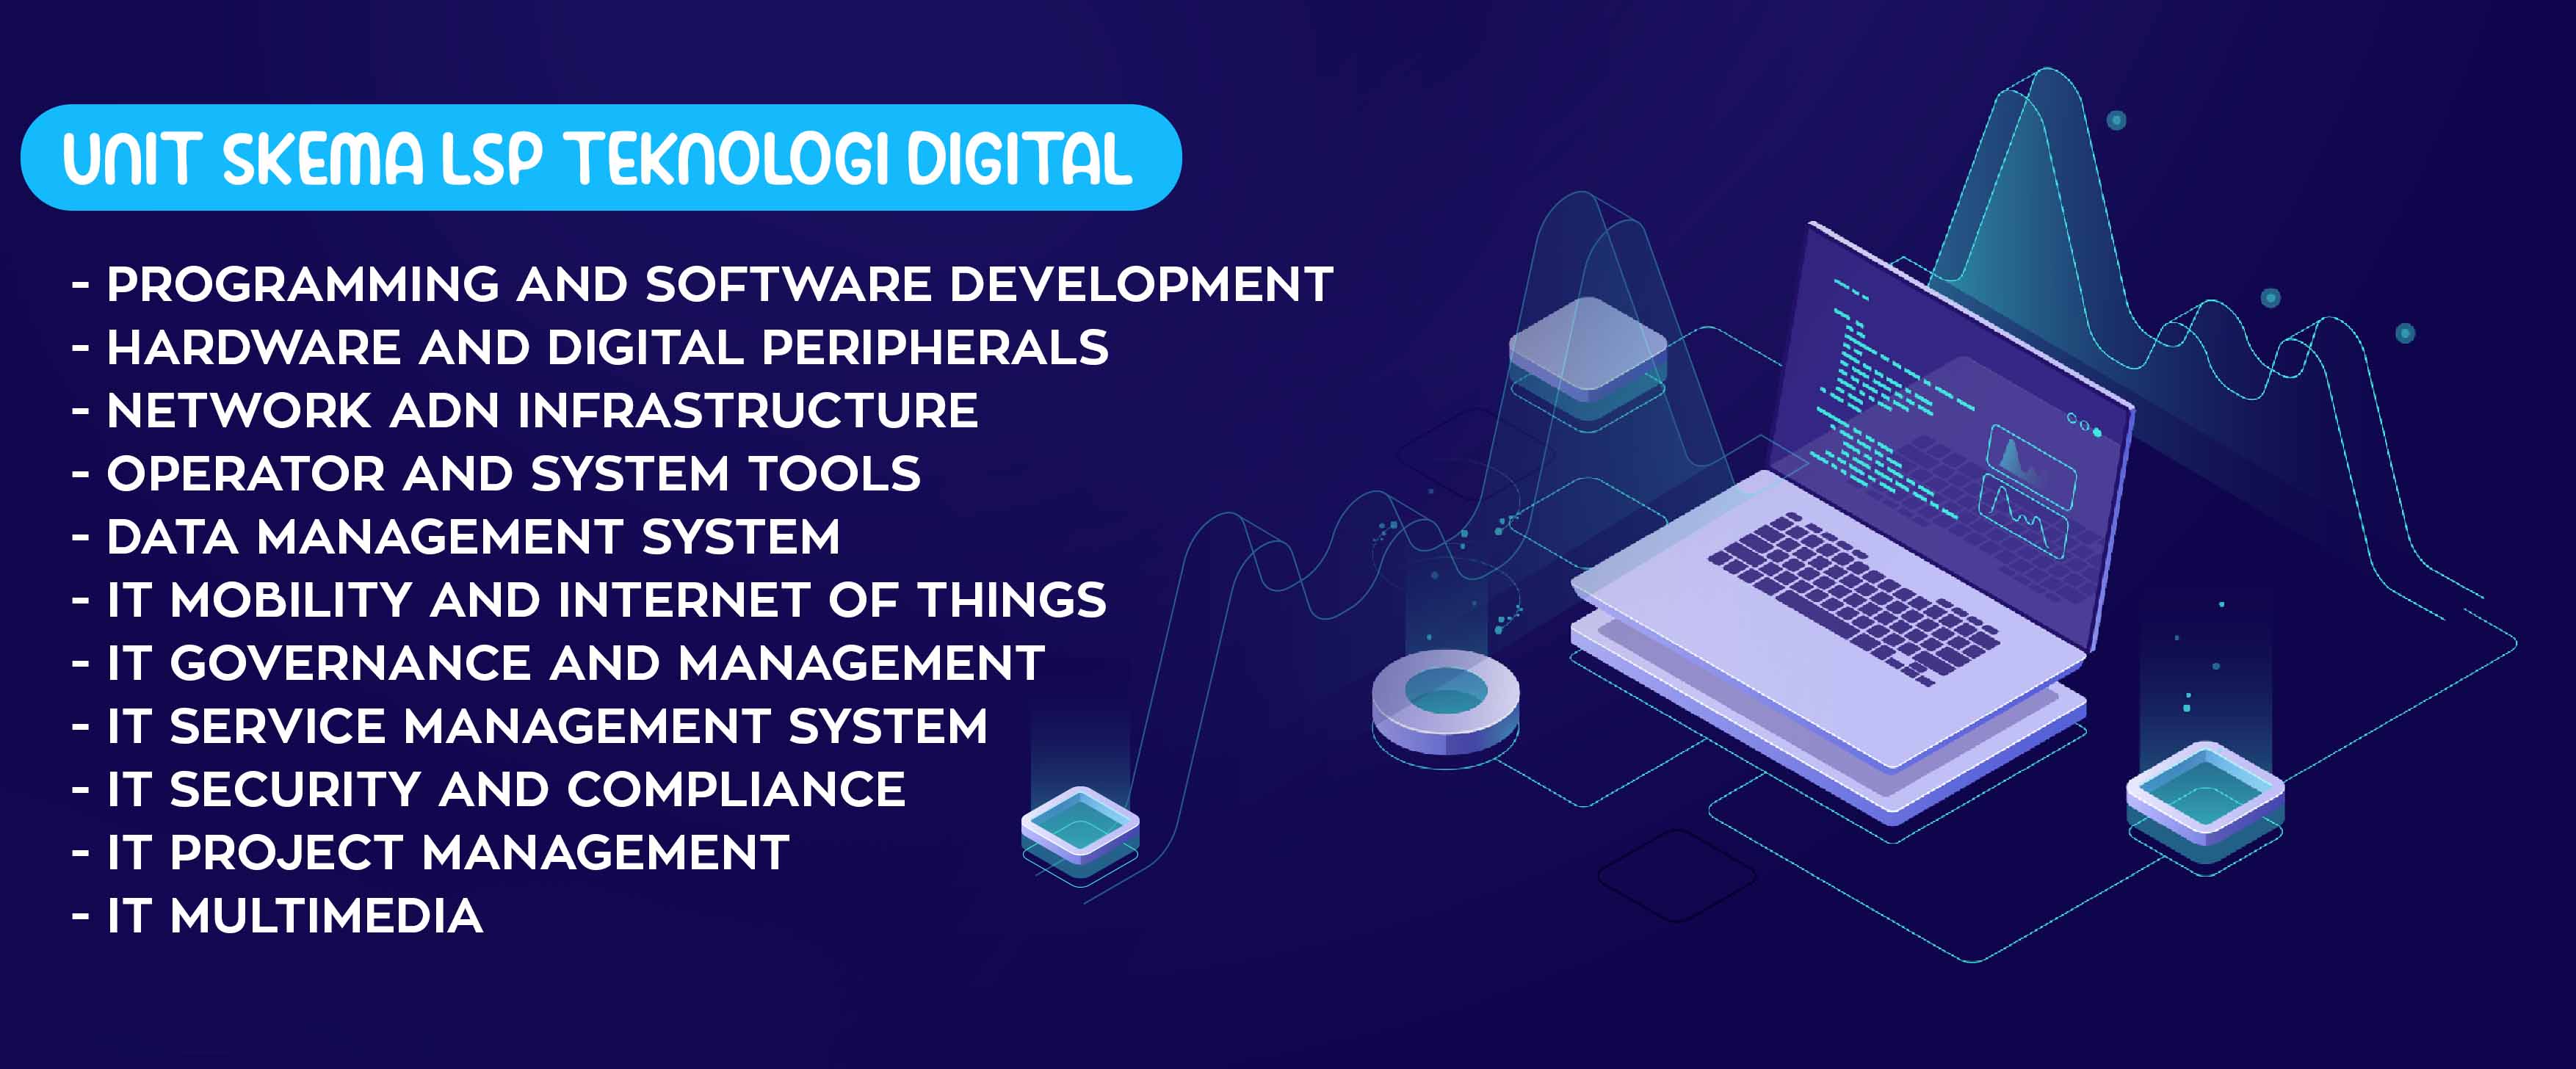 UNIT SKEMA LSP TEKNOLOGI DIGITAL
- PROGRAMMING AND SOFTWARE DEVELOPMENT
- HARDWARE AND DIGITAL PERIPHERALS
- NETWORK ADN INFRASTRUCTURE
- OPERATOR AND SYSTEM TOOLS
- DATA MANAGEMENT SYSTEM
- IT MOBILITY AND INTERNET OF THINGS
- IT GOVERNANCE AND MANAGEMENT
- IT SERVICE MANAGEMENT SYSTEM
- IT SECURITY AND COMPLIANCE
- IT PROJECT MANAGEMENT
- IT MULTIMEDIA